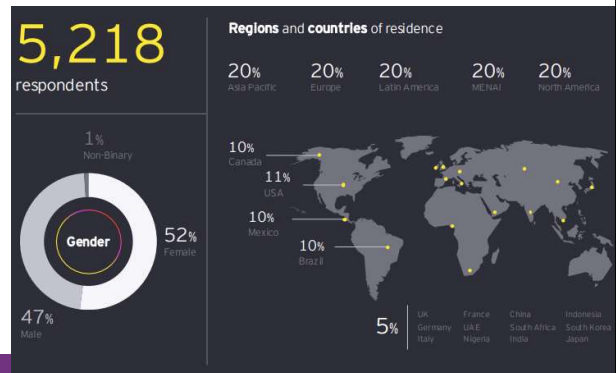 5,218
respondents
1%
Non-Binary
Gender
52%
Female
47%
Male
Regions and countries of residence
20% 20% 20% 20% 20%
Asia Pacific Europe Latin America MENAI North America
10%
Canada
11%
USA
10%
Mexico
10%
Brazil
5%
UK France China Indonesia
Germany UAE South Africa South Korea
Italy Nigeria India Japan